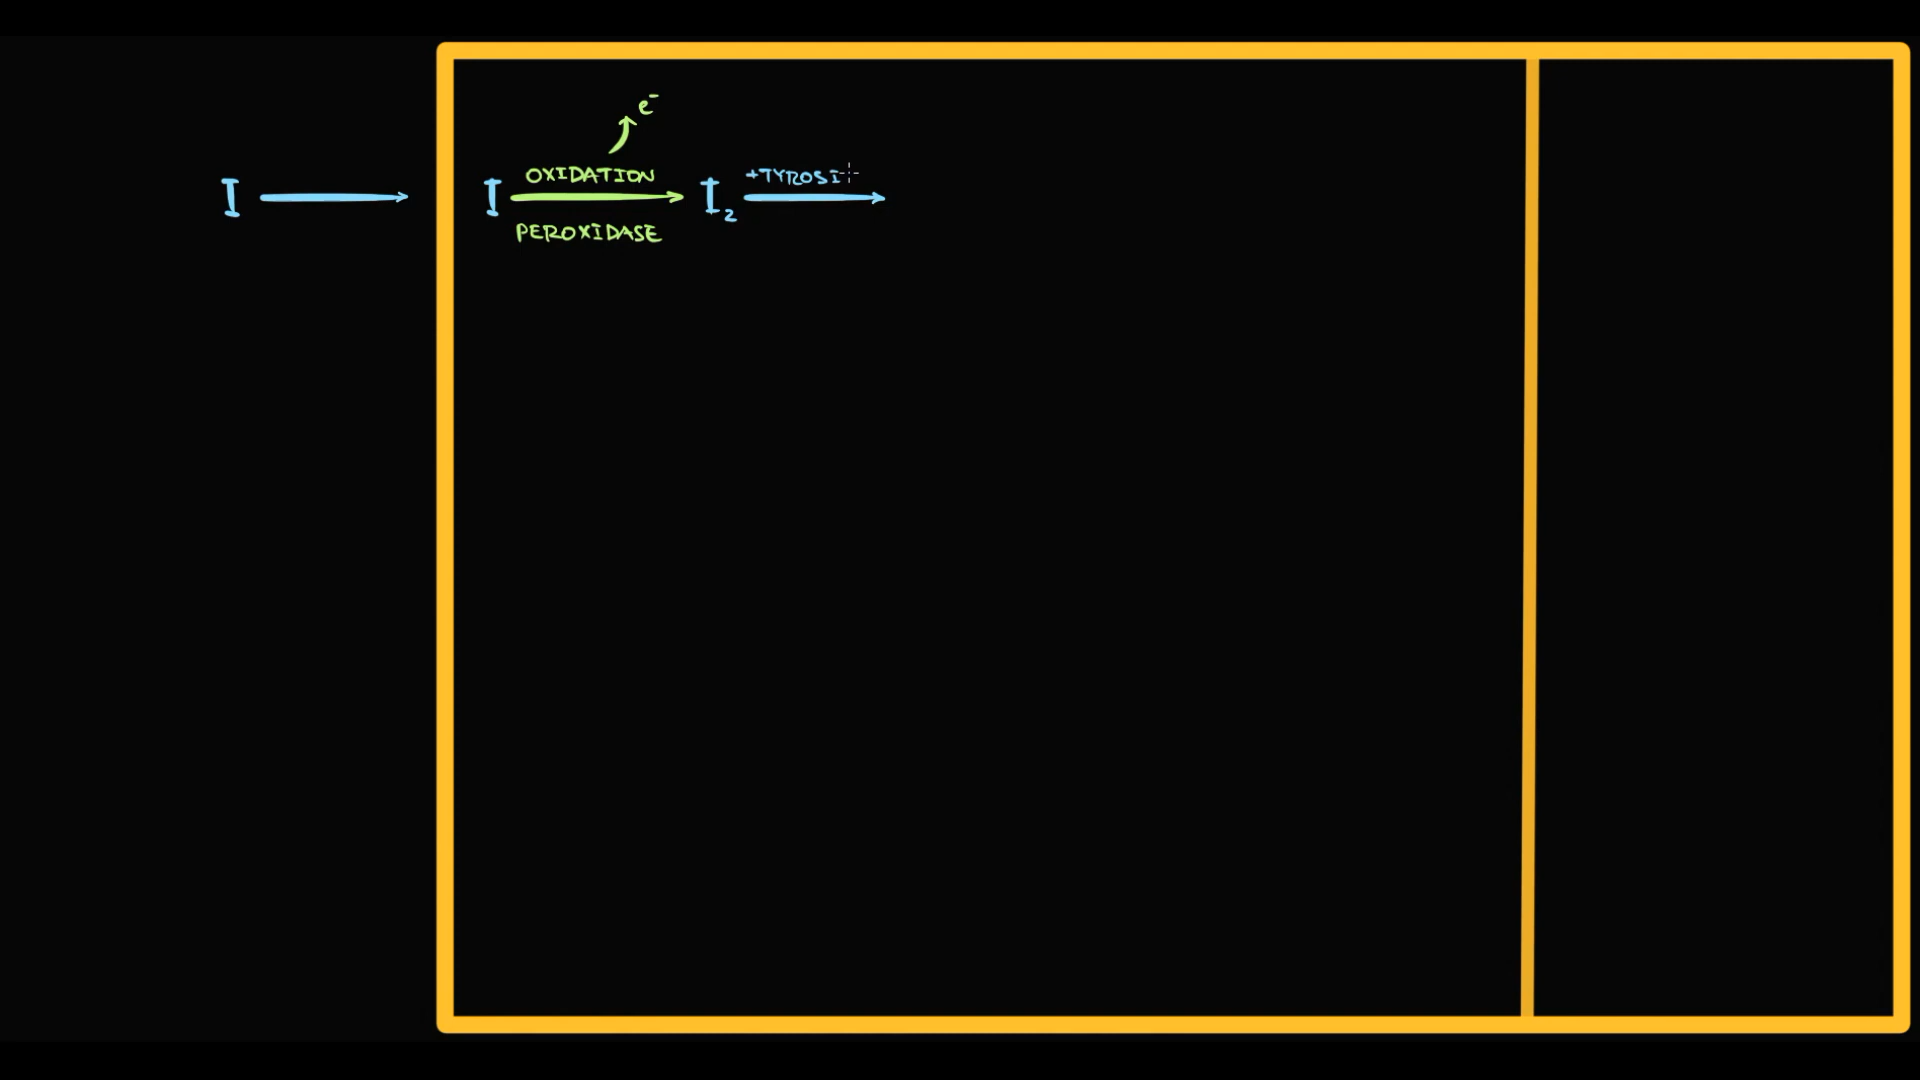 e⁻
OXIDATION +TYROSI
I I I₂
PEROXIDASE